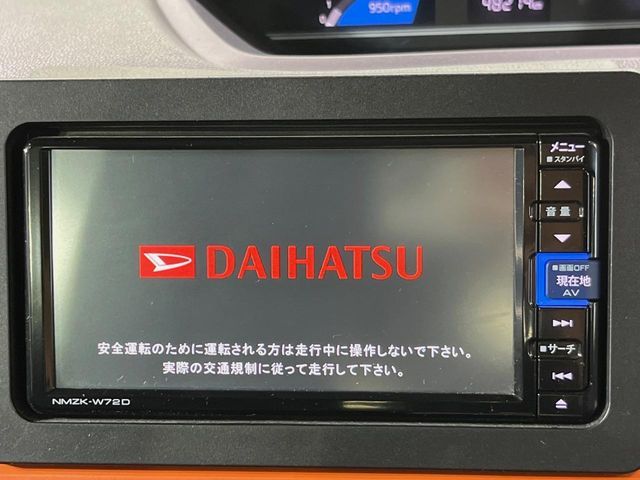 950rpm
48274km
メニュー
■スタンバイ
音量
DAIHATSU
■画面OFF
現在地
AV
安全運転のために運転される方は走行中に操作しないで下さい。
実際の交通規制に従って走行して下さい。
■サーチ
NMZK-W72D